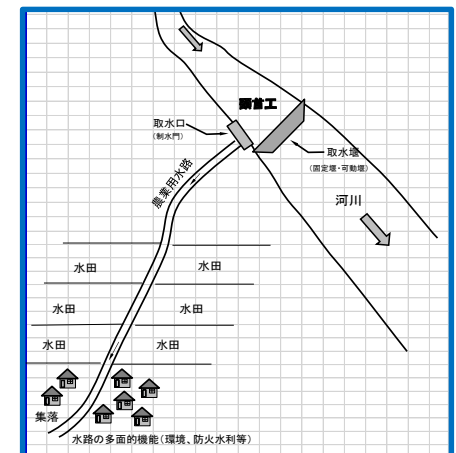 頭首工
取水口
(制水門)
取水堰
(固定堰・可動堰)
農業用水路
河川
水田
水田
水田
水田
水田
水田
集落
水路の多面的機能(環境、防火水利等)